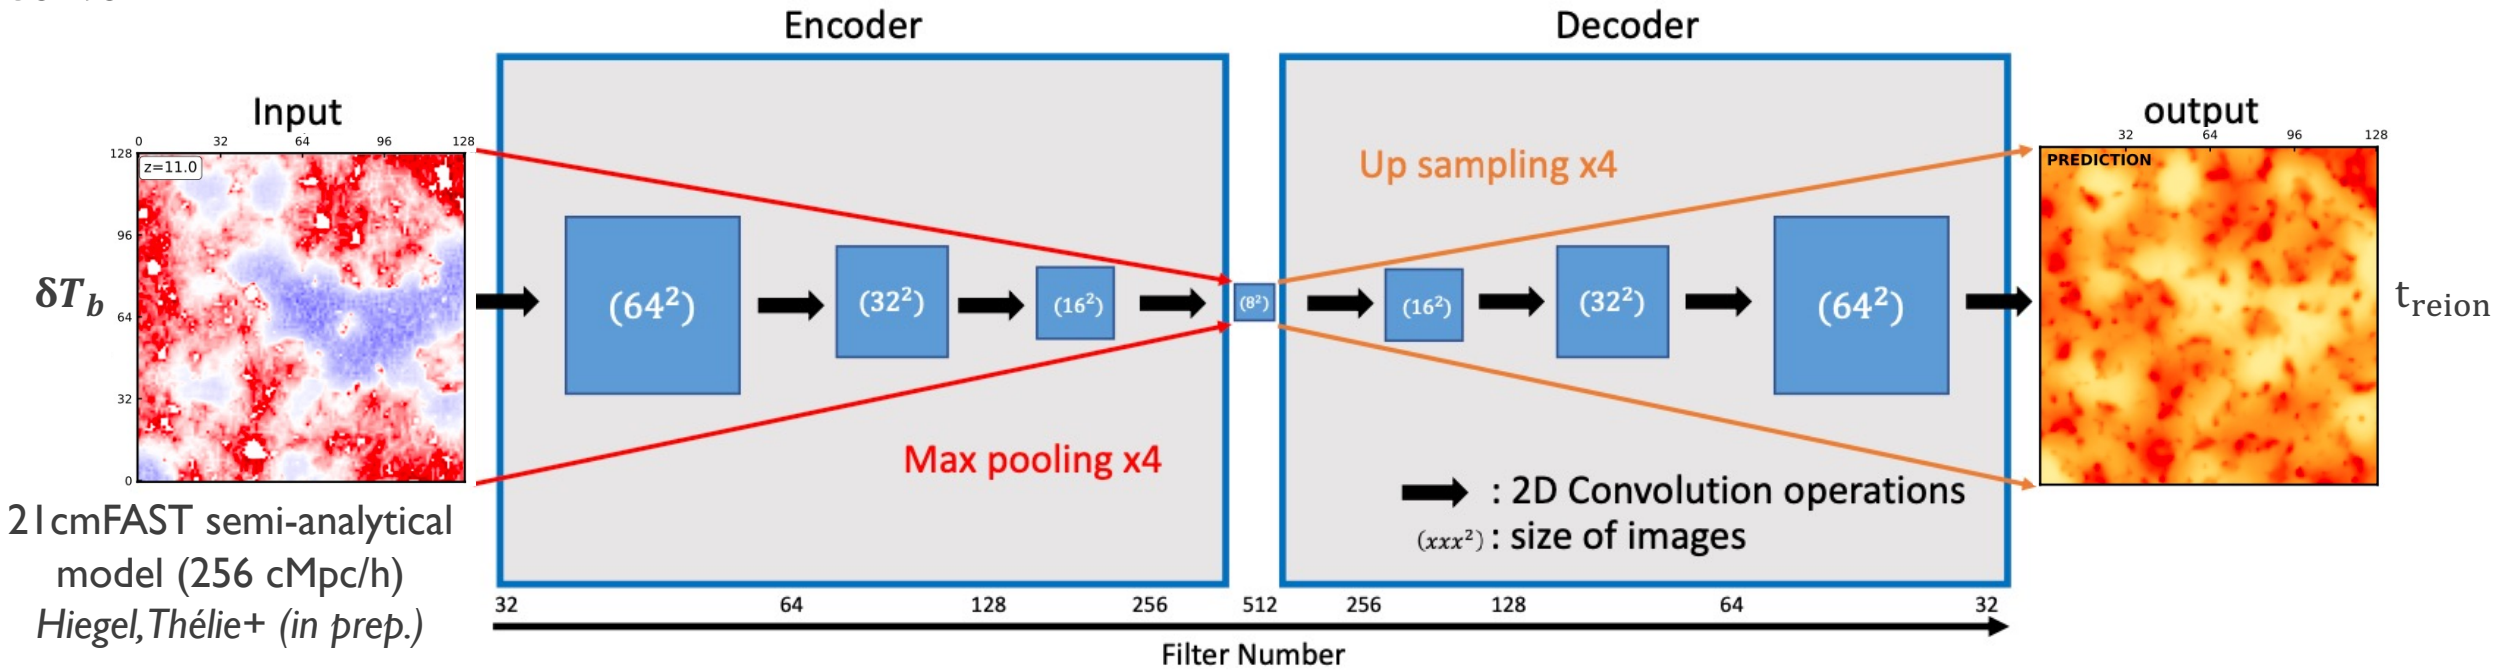 Encoder
Decoder
Input
output
0 32 64 96 128
32 64 96 128
128
96
64
32
0
z=11.0
PREDICTION
Up sampling x4
δT_b
(64²)
(32²)
(16²)
(8²)
(16²)
(32²)
(64²)
t_reion
Max pooling x4
: 2D Convolution operations
(xxx²) : size of images
21cmFAST semi-analytical
model (256 cMpc/h)
Hiegel, Thélie+ (in prep.)
32 64 128 256 512 256 128 64 32
Filter Number